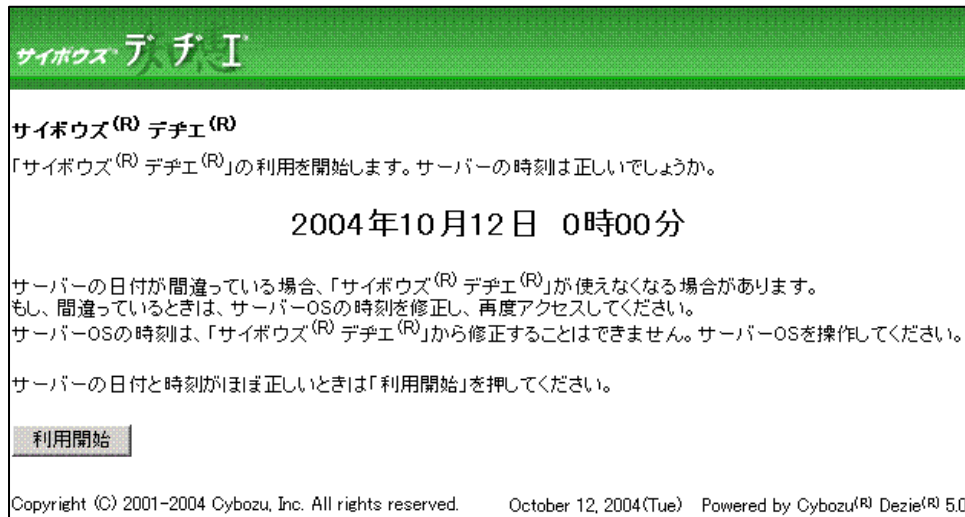 サイボウズ デヂエ
サイボウズ(R) デヂエ(R)
「サイボウズ(R) デヂエ(R)」の利用を開始します。サーバーの時刻は正しいでしょうか。
2004年10月12日 0時00分
サーバーの日付が間違っている場合、「サイボウズ(R) デヂエ(R)」が使えなくなる場合があります。
もし、間違っているときは、サーバーOSの時刻を修正し、再度アクセスしてください。
サーバーOSの時刻は、「サイボウズ(R) デヂエ(R)」から修正することはできません。サーバーOSを操作してください。
サーバーの日付と時刻がほぼ正しいときは「利用開始」を押してください。
利用開始
Copyright (C) 2001-2004 Cybozu, Inc. All rights reserved. October 12, 2004(Tue) Powered by Cybozu(R) Dezie(R) 5.0